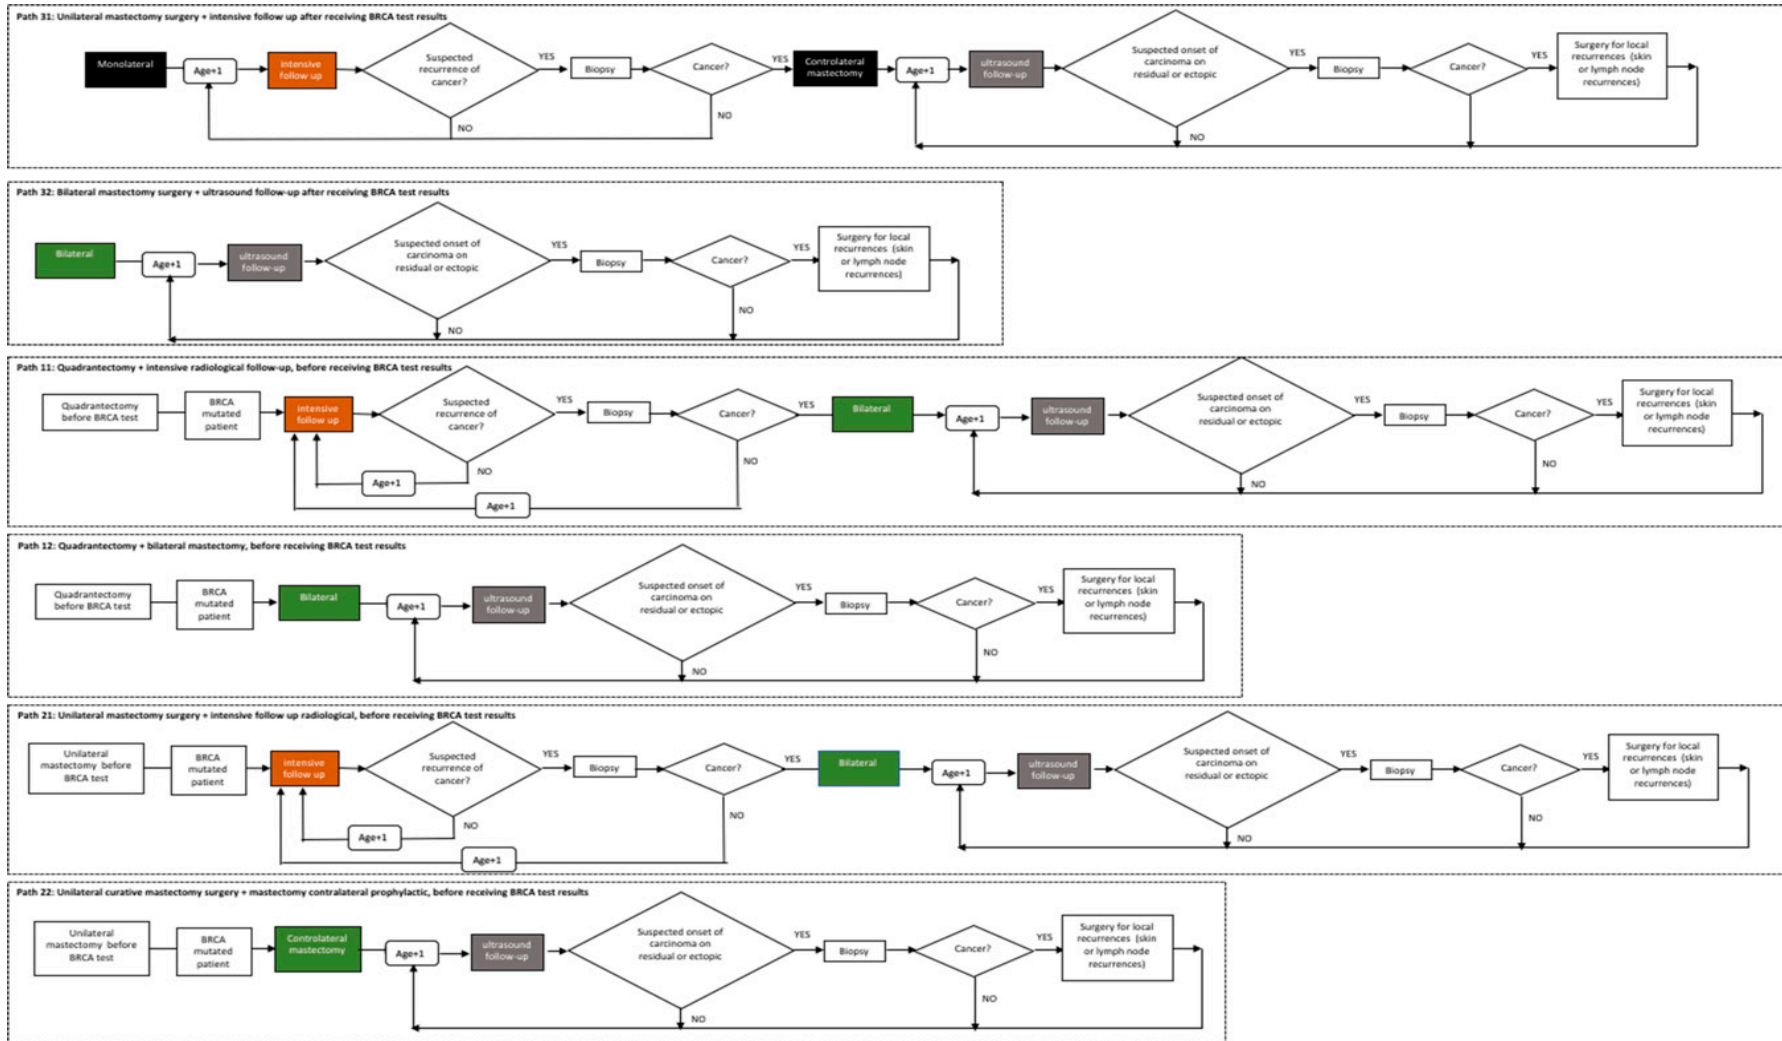 Path 31: Unilateral mastectomy surgery + intensive follow up after receiving BRCA test results
Monolateral
Age+1
intensive
follow up
Suspected
recurrence of
cancer?
YES
NO
Biopsy
Cancer?
YES
Controlateral
mastectomy
Age+1
ultrasound
follow-up
Suspected onset of
carcinoma on
residual or ectopic
YES
NO
Biopsy
Cancer?
YES
Surgery for local
recurrences (skin
or lymph node
recurrences)
Path 32: Bilateral mastectomy surgery + ultrasound follow-up after receiving BRCA test results
Bilateral
Age+1
ultrasound
follow-up
Suspected onset of
carcinoma on
residual or ectopic
YES
NO
Biopsy
Cancer?
YES
NO
Surgery for local
recurrences (skin
or lymph node
recurrences)
Path 11: Quadrantectomy + intensive radiological follow-up, before receiving BRCA test results
Quadrantectomy
before BRCA test
BRCA
mutated
patient
intensive
follow up
Suspected
recurrence of
cancer?
YES
NO
Age+1
Biopsy
Cancer?
YES
NO
Age+1
Bilateral
Age+1
ultrasound
follow-up
Suspected onset of
carcinoma on
residual or ectopic
YES
NO
Biopsy
Cancer?
YES
NO
Surgery for local
recurrences (skin
or lymph node
recurrences)
Path 12: Quadrantectomy + bilateral mastectomy, before receiving BRCA test results
Quadrantectomy
before BRCA test
BRCA
mutated
patient
Bilateral
Age+1
ultrasound
follow-up
Suspected onset of
carcinoma on
residual or ectopic
YES
NO
Biopsy
Cancer?
YES
NO
Surgery for local
recurrences (skin
or lymph node
recurrences)
Path 21: Unilateral mastectomy surgery + intensive follow up radiological, before receiving BRCA test results
Unilateral
mastectomy before
BRCA test
BRCA
mutated
patient
intensive
follow up
Suspected
recurrence of
cancer?
YES
NO
Age+1
Biopsy
Cancer?
YES
NO
Age+1
Bilateral
Age+1
ultrasound
follow-up
Suspected onset of
carcinoma on
residual or ectopic
YES
NO
Biopsy
Cancer?
YES
NO
Surgery for local
recurrences (skin
or lymph node
recurrences)
Path 22: Unilateral curative mastectomy surgery + mastectomy contralateral prophylactic, before receiving BRCA test results
Unilateral
mastectomy before
BRCA test
BRCA
mutated
patient
Controlateral
mastectomy
Age+1
ultrasound
follow-up
Suspected onset of
carcinoma on
residual or ectopic
YES
NO
Biopsy
Cancer?
YES
NO
Surgery for local
recurrences (skin
or lymph node
recurrences)